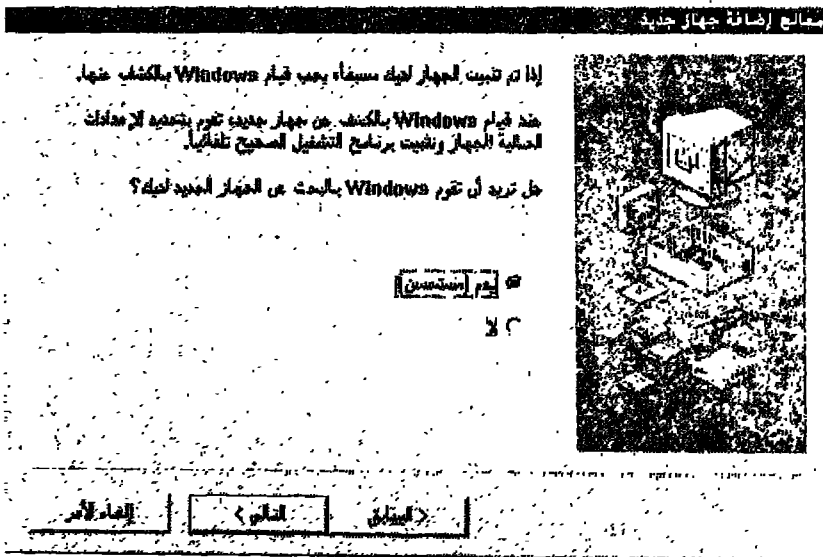 معالج إضافة جهاز جديد
إذا تم تثبيت الجهاز لديك مسبقاً، يجب قيام Windows بالكشف عنها.
عند قيام Windows بالكشف عن جهاز جديد، تقوم بتحديد الإعدادات
الحالية للجهاز وتثبيت برنامج التشغيل الصحيح تلقائياً.
هل تريد أن تقوم Windows بالبحث عن الجهاز الجديد لديك؟
نعم (مستحسن)
لا
< السابق
التالي >
إلغاء الأمر